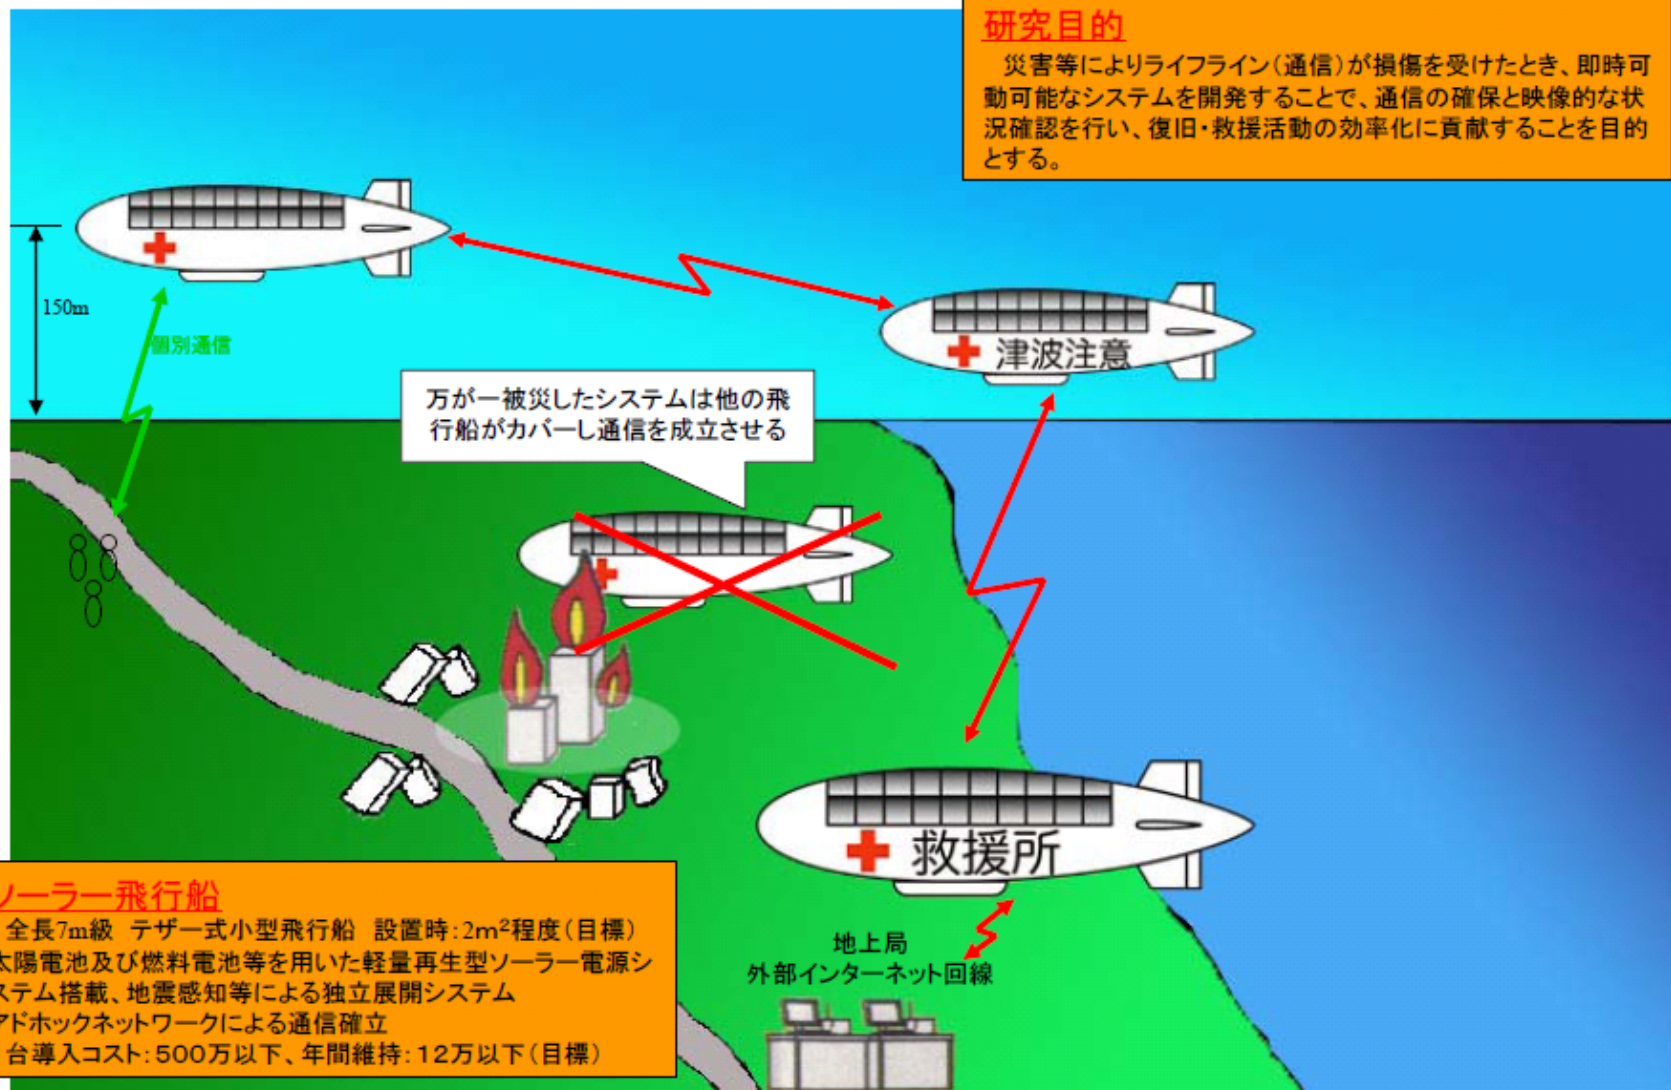 研究目的
災害等によりライフライン(通信)が損傷を受けたとき、即時可
動可能なシステムを開発することで、通信の確保と映像的な状
況確認を行い、復旧・救援活動の効率化に貢献することを目的
とする。
150m
個別通信
津波注意
万が一被災したシステムは他の飛
行船がカバーし通信を成立させる
救援所
地上局
外部インターネット回線
ソーラー飛行船
全長7m級 テザー式小型飛行船 設置時:2m²程度(目標)
太陽電池及び燃料電池等を用いた軽量再生型ソーラー電源シ
ステム搭載、地震感知等による独立展開システム
アドホックネットワークによる通信確立
台導入コスト:500万以下、年間維持:12万以下(目標)